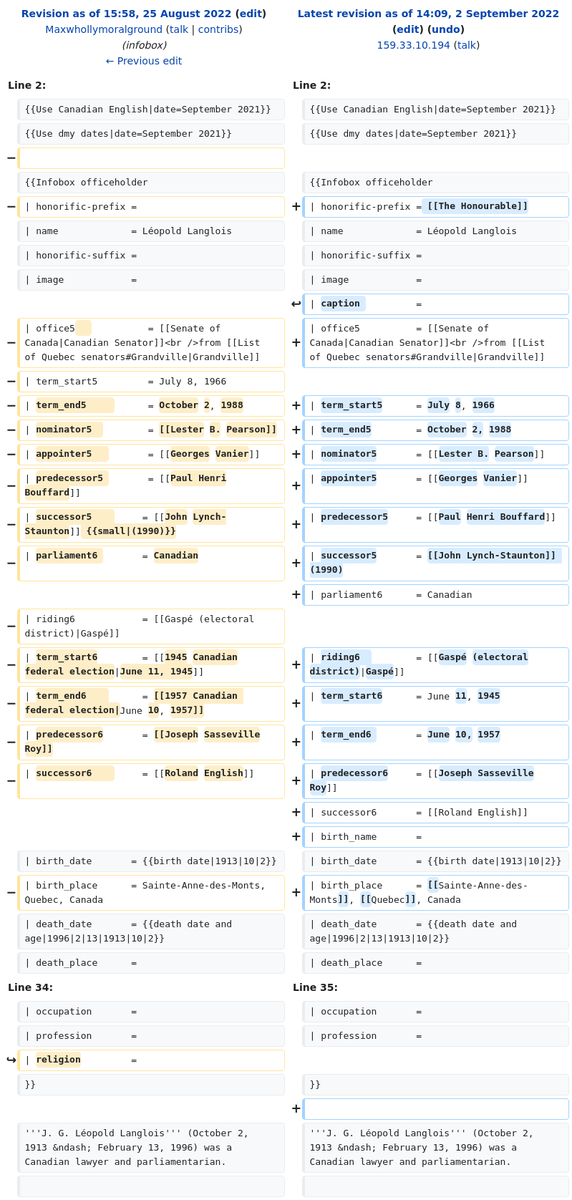 Revision as of 15:58, 25 August 2022 (edit)
Maxwhollymoralground (talk | contribs)
(infobox)
← Previous edit
Latest revision as of 14:09, 2 September 2022
(edit) (undo)
159.33.10.194 (talk)
Line 2:
Line 2:
{{Use Canadian English|date=September 2021}}
{{Use Canadian English|date=September 2021}}
{{Use dmy dates|date=September 2021}}
{{Use dmy dates|date=September 2021}}
−
{{Infobox officeholder
{{Infobox officeholder
− | honorific-prefix =
+ | honorific-prefix = [[The Honourable]]
| name = Léopold Langlois
| name = Léopold Langlois
| honorific-suffix =
| honorific-suffix =
| image =
| image =
↩ | caption =
− | office5 = [[Senate of
Canada|Canadian Senator]]<br />from [[List
of Quebec senators#Grandville|Grandville]]
+ | office5 = [[Senate of
Canada|Canadian Senator]]<br />from [[List
of Quebec senators#Grandville|Grandville]]
− | term_start5 = July 8, 1966
− | term_end5 = October 2, 1988
+ | term_start5 = July 8, 1966
− | nominator5 = [[Lester B. Pearson]]
+ | term_end5 = October 2, 1988
− | appointer5 = [[Georges Vanier]]
+ | nominator5 = [[Lester B. Pearson]]
− | predecessor5 = [[Paul Henri
Bouffard]]
+ | appointer5 = [[Georges Vanier]]
− | successor5 = [[John Lynch-
Staunton]] {{small|(1990)}}
+ | predecessor5 = [[Paul Henri Bouffard]]
− | parliament6 = Canadian
+ | successor5 = [[John Lynch-Staunton]]
(1990)
+ | parliament6 = Canadian
− | riding6 = [[Gaspé (electoral
district)|Gaspé]]
− | term_start6 = [[1945 Canadian
federal election|June 11, 1945]]
+ | riding6 = [[Gaspé (electoral
district)|Gaspé]]
− | term_end6 = [[1957 Canadian
federal election|June 10, 1957]]
+ | term_start6 = June 11, 1945
− | predecessor6 = [[Joseph Sasseville
Roy]]
+ | term_end6 = June 10, 1957
− | successor6 = [[Roland English]]
+ | predecessor6 = [[Joseph Sasseville
Roy]]
+ | successor6 = [[Roland English]]
+ | birth_name =
| birth_date = {{birth date|1913|10|2}}
| birth_date = {{birth date|1913|10|2}}
− | birth_place = Sainte-Anne-des-Monts,
Quebec, Canada
+ | birth_place = [[Sainte-Anne-des-
Monts]], [[Quebec]], Canada
| death_date = {{death date and
age|1996|2|13|1913|10|2}}
| death_date = {{death date and
age|1996|2|13|1913|10|2}}
| death_place =
| death_place =
Line 34:
Line 35:
| occupation =
| occupation =
| profession =
| profession =
↪ | religion =
}}
}}
+
'''J. G. Léopold Langlois''' (October 2,
1913 &ndash; February 13, 1996) was a
Canadian lawyer and parliamentarian.
'''J. G. Léopold Langlois''' (October 2,
1913 &ndash; February 13, 1996) was a
Canadian lawyer and parliamentarian.